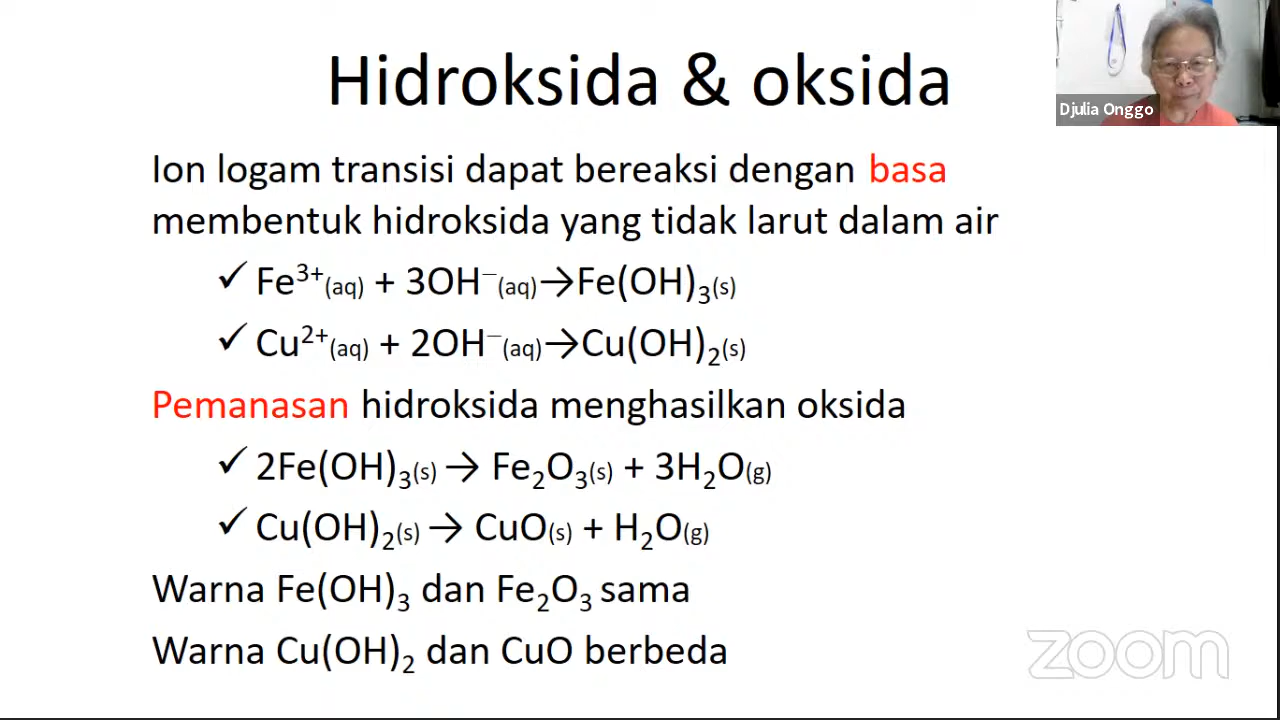 Hidroksida & oksida
Djulia Onggo
Ion logam transisi dapat bereaksi dengan basa
membentuk hidroksida yang tidak larut dalam air
✓ Fe³⁺(aq) + 3OH⁻(aq)→Fe(OH)₃(s)
✓ Cu²⁺(aq) + 2OH⁻(aq)→Cu(OH)₂(s)
Pemanasan hidroksida menghasilkan oksida
✓ 2Fe(OH)₃(s) → Fe₂O₃(s) + 3H₂O(g)
✓ Cu(OH)₂(s) → CuO(s) + H₂O(g)
Warna Fe(OH)₃ dan Fe₂O₃ sama
Warna Cu(OH)₂ dan CuO berbeda
zoom